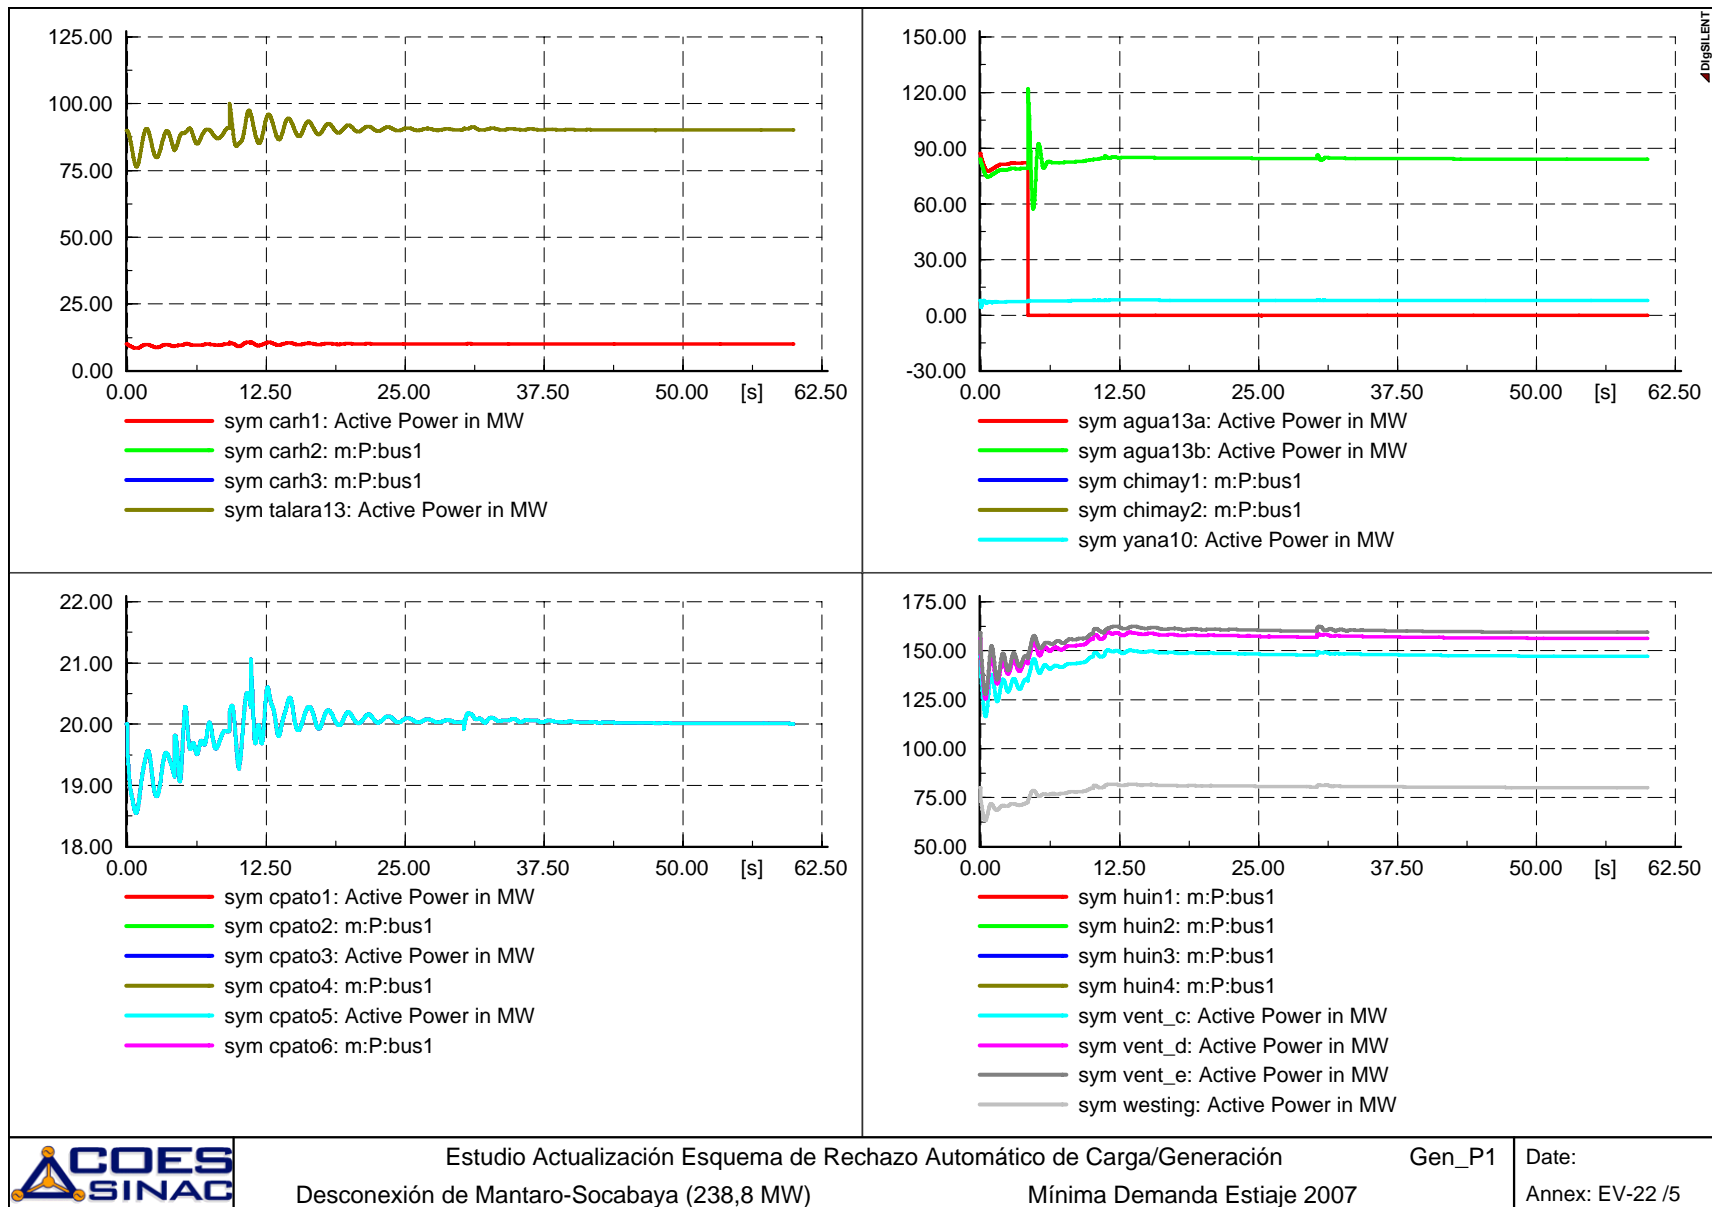 DIgSILENT
125.00
100.00
75.00
50.00
25.00
0.00
0.00 12.50 25.00 37.50 50.00 [s] 62.50
sym carh1: Active Power in MW
sym carh2: m:P:bus1
sym carh3: m:P:bus1
sym talara13: Active Power in MW
150.00
120.00
90.00
60.00
30.00
0.00
-30.00
0.00 12.50 25.00 37.50 50.00 [s] 62.50
sym agua13a: Active Power in MW
sym agua13b: Active Power in MW
sym chimay1: m:P:bus1
sym chimay2: m:P:bus1
sym yana10: Active Power in MW
22.00
21.00
20.00
19.00
18.00
0.00 12.50 25.00 37.50 50.00 [s] 62.50
sym cpato1: Active Power in MW
sym cpato2: m:P:bus1
sym cpato3: Active Power in MW
sym cpato4: m:P:bus1
sym cpato5: Active Power in MW
sym cpato6: m:P:bus1
175.00
150.00
125.00
100.00
75.00
50.00
0.00 12.50 25.00 37.50 50.00 [s] 62.50
sym huin1: m:P:bus1
sym huin2: m:P:bus1
sym huin3: m:P:bus1
sym huin4: m:P:bus1
sym vent_c: Active Power in MW
sym vent_d: Active Power in MW
sym vent_e: Active Power in MW
sym westing: Active Power in MW
COES
SINAC
Estudio Actualización Esquema de Rechazo Automático de Carga/Generación Gen_P1
Desconexión de Mantaro-Socabaya (238,8 MW) Mínima Demanda Estiaje 2007
Date:
Annex: EV-22 /5